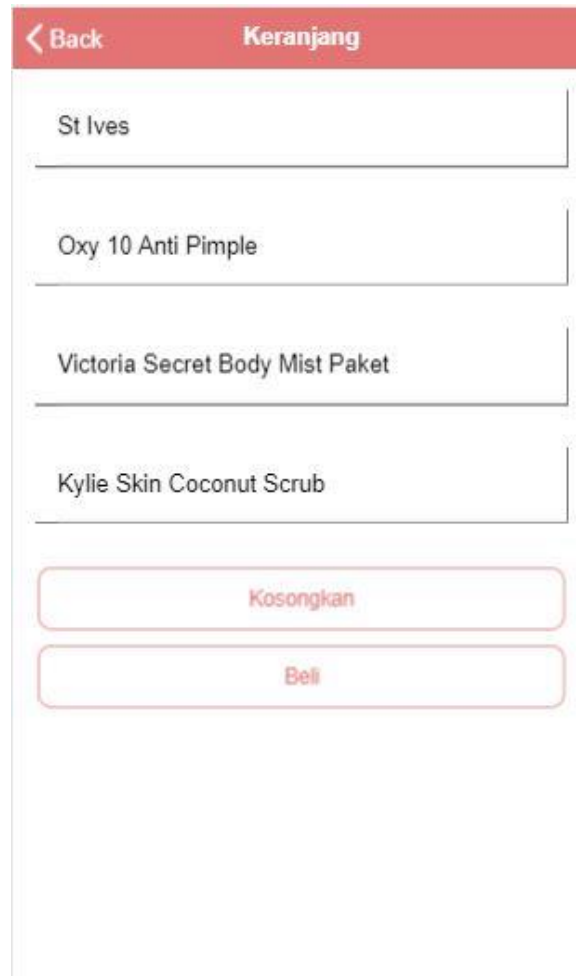 Back
Keranjang
St Ives
Oxy 10 Anti Pimple
Victoria Secret Body Mist Paket
Kylie Skin Coconut Scrub
Kosongkan
Beli